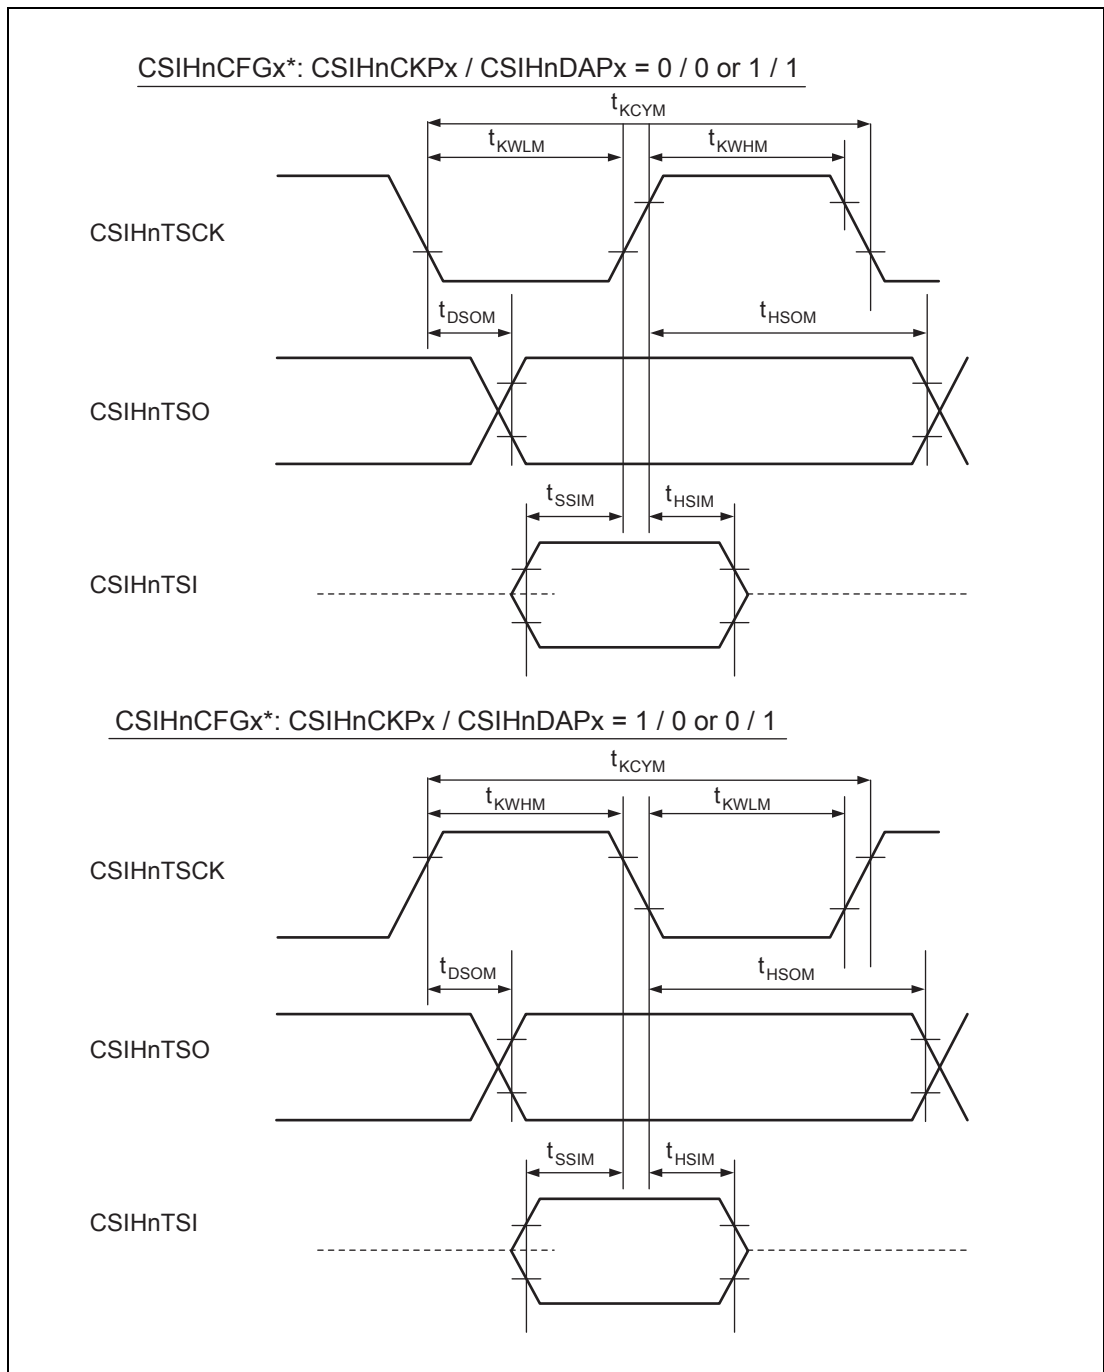 CSIHnCFGx*: CSIHnCKPx / CSIHnDAPx = 0 / 0 or 1 / 1
tKCYM
tKWLM
tKWHM
CSIHnTSCK
tDSOM
tHSOM
CSIHnTSO
tSSIM
tHSIM
CSIHnTSI
CSIHnCFGx*: CSIHnCKPx / CSIHnDAPx = 1 / 0 or 0 / 1
tKCYM
tKWHM
tKWLM
CSIHnTSCK
tDSOM
tHSOM
CSIHnTSO
tSSIM
tHSIM
CSIHnTSI